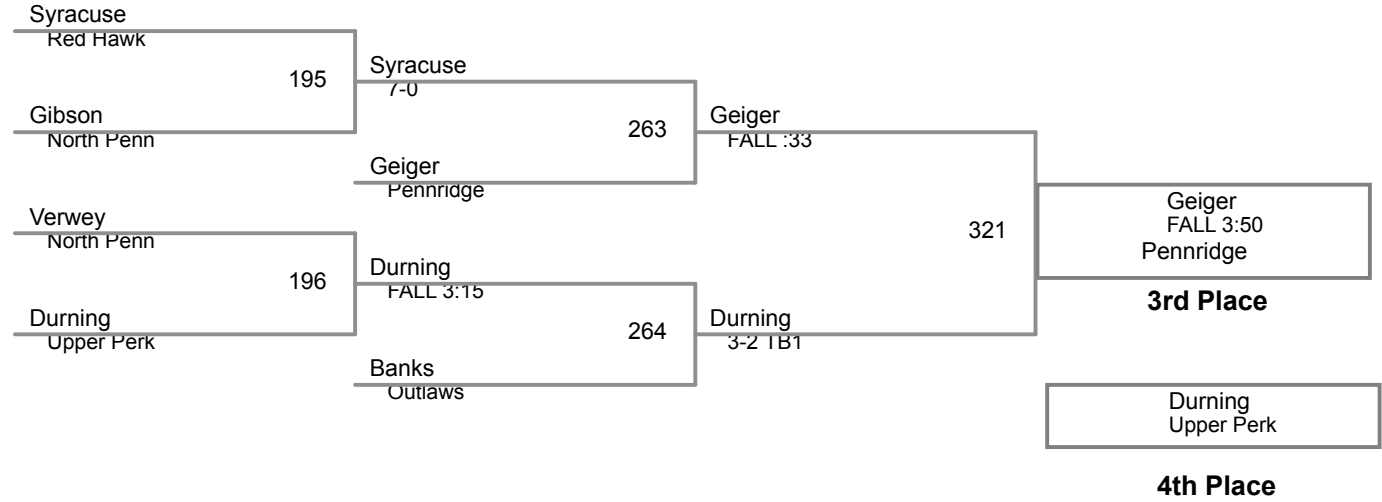 Syracuse
Red Hawk
195
Gibson
North Penn
Verwey
North Penn
196
Durning
Upper Perk
Syracuse
7-0
263
Geiger
Pennridge
Durning
FALL 3:15
264
Banks
Outlaws
Geiger
FALL :33
321
Durning
3-2 TB1
Geiger
FALL 3:50
Pennridge
3rd Place
Durning
Upper Perk
4th Place